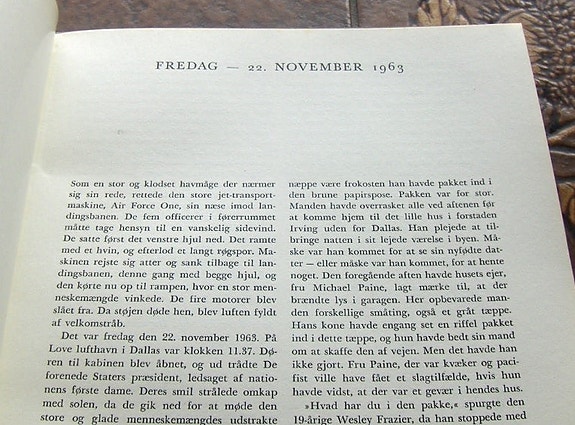 FREDAG — 22. NOVEMBER 1963
Som en stor og klodset havmåge der nærmer
sig sin rede, rettede den store jet-transport-
maskine, Air Force One, sin næse imod lan-
dingsbanen. De fem officerer i førerrummet
måtte tage hensyn til en vanskelig sidevind.
De satte først det venstre hjul ned. Det ramte
med et hvin, og efterlod et langt røgspor. Ma-
skinen rejste sig atter og sank tilbage til lan-
dingsbanen, denne gang med begge hjul, og
den kørte nu op til rampen, hvor en stor men-
neskemængde vinkede. De fire motorer blev
slået fra. Da støjen døde hen, blev luften fyldt
af velkomstråb.
Det var fredag den 22. november 1963. På
Love lufthavn i Dallas var klokken 11.37. Dø-
ren til kabinen blev åbnet, og ud trådte De
forenede Staters præsident, ledsaget af natio-
nens første dame. Deres smil strålede omkap
med solen, da de gik ned for at møde den
store og glade menneskemængdes udstrakte
næppe være frokosten han havde pakket ind i
den brune papirspose. Pakken var for stor.
Manden havde overrasket alle ved aftenen før
at komme hjem til det lille hus i forstaden
Irving uden for Dallas. Han plejede at til-
bringe natten i sit lejede værelse i byen. Må-
ske var han kommet for at se sin nyfødte dat-
ter — eller måske var han kommet, for at hente
noget. Den foregående aften havde husets ejer,
fru Michael Paine, lagt mærke til, at der
brændte lys i garagen. Her opbevarede man-
den forskellige småting, også et gråt tæppe.
Hans kone havde engang set en riffel pakket
ind i dette tæppe, og hun havde bedt sin mand
om at skaffe den af vejen. Men det havde han
ikke gjort. Fru Paine, der var kvæker og paci-
fist ville have fået et slagtilfælde, hvis hun
havde vidst, at der var et gevær i hendes hus.
»Hvad har du i den pakke,« spurgte den
19-årige Wesley Frazier, da han stoppede med